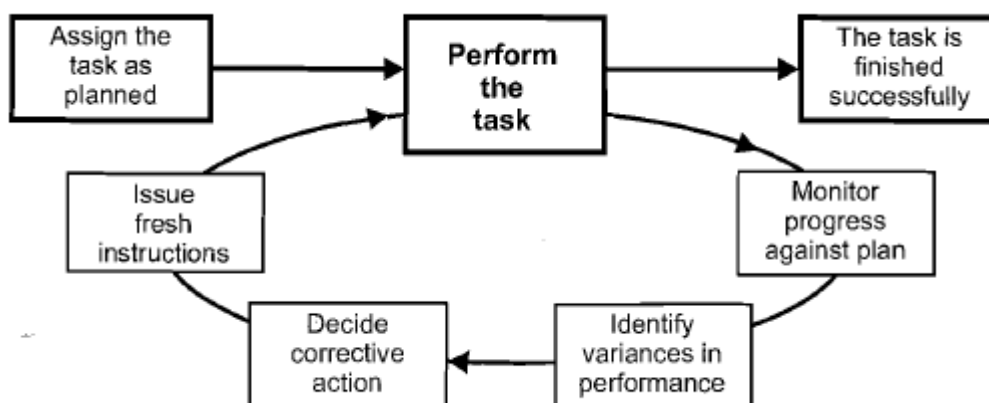 Assign the
task as
planned
Perform
the
task
The task is
finished
successfully
Monitor
progress
against plan
Identify
variances in
performance
Decide
corrective
action
Issue
fresh
instructions